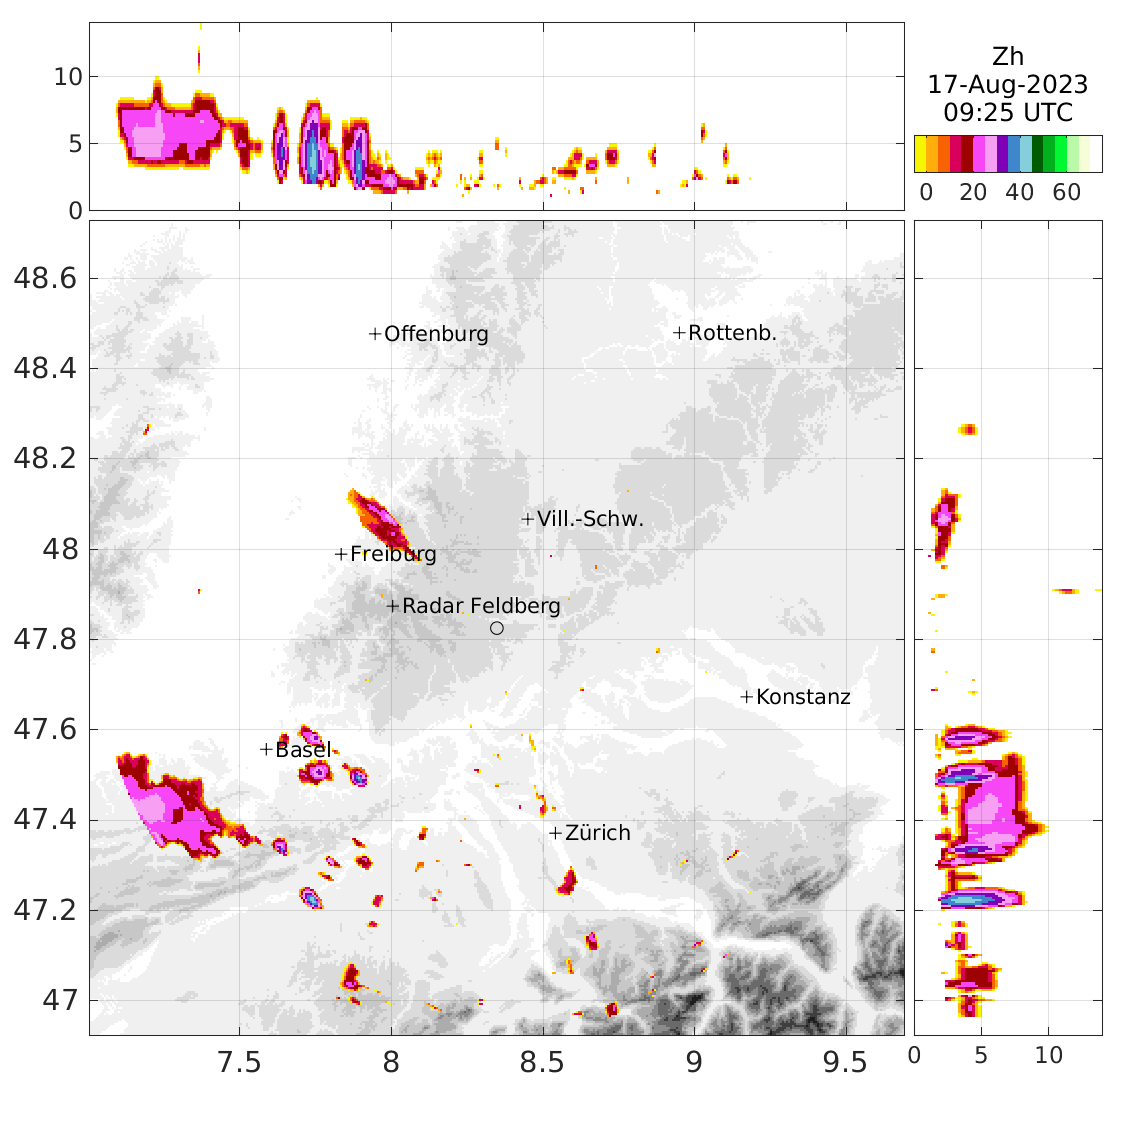 10
5
0
Zh
17-Aug-2023
09:25 UTC
0 20 40 60
48.6
48.4
48.2
48
47.8
47.6
47.4
47.2
47
Offenburg
Rottenb.
Vill.-Schw.
Freiburg
Radar Feldberg
Konstanz
Basel
Zürich
7.5 8 8.5 9 9.5
0 5 10